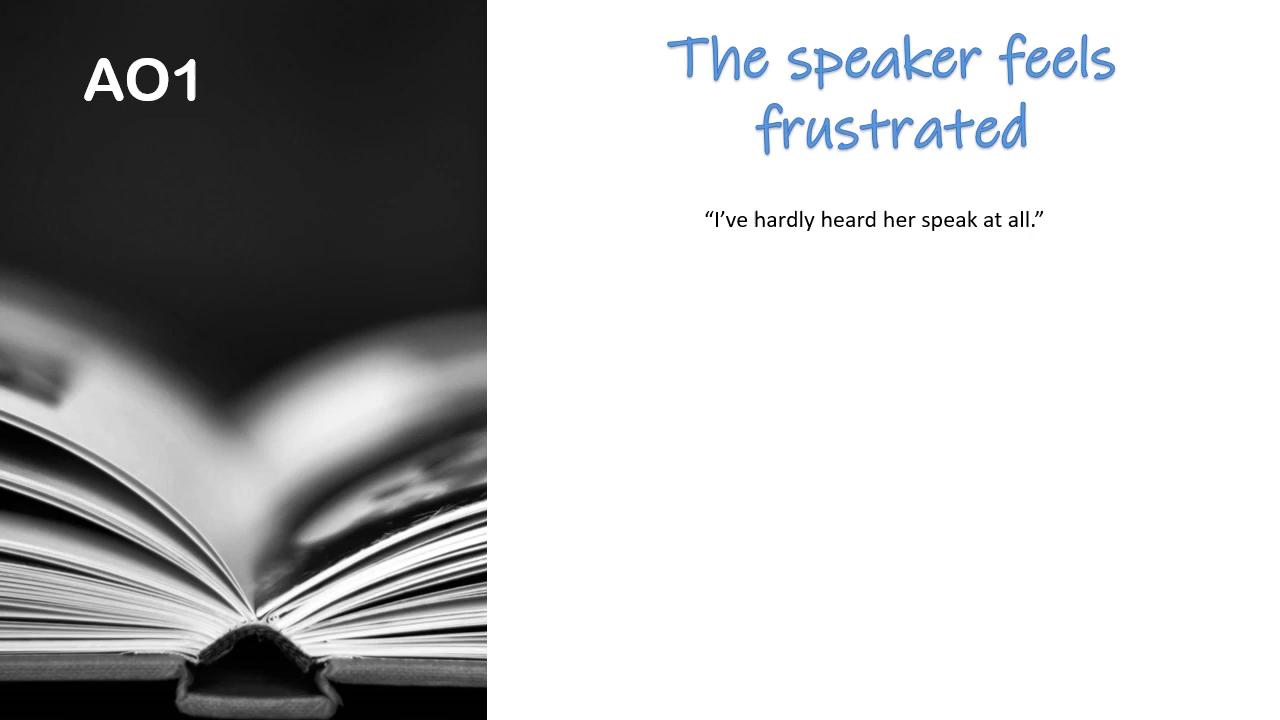 AO1
The speaker feels
frustrated
“I’ve hardly heard her speak at all.”